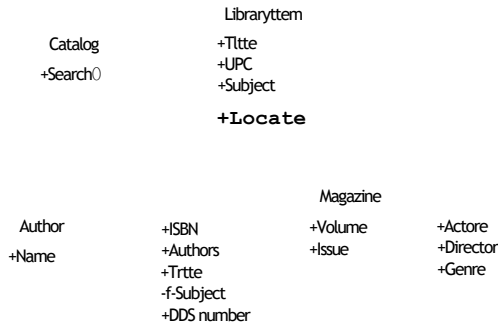 Libraryttem
Catalog
+Search()
+Tltte
+UPC
+Subject
+Locate
Magazine
Author
+Name
+ISBN
+Authors
+Trtte
-f-Subject
+DDS number
+Volume
+Issue
+Actore
+Director
+Genre